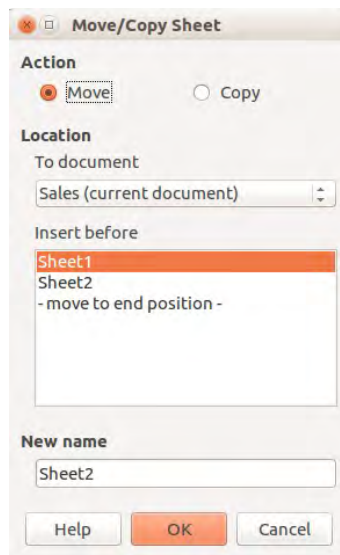 Move/Copy Sheet
Action
Move Copy
Location
To document
Sales (current document)
Insert before
Sheet1
Sheet2
- move to end position -
New name
Sheet2
Help OK Cancel